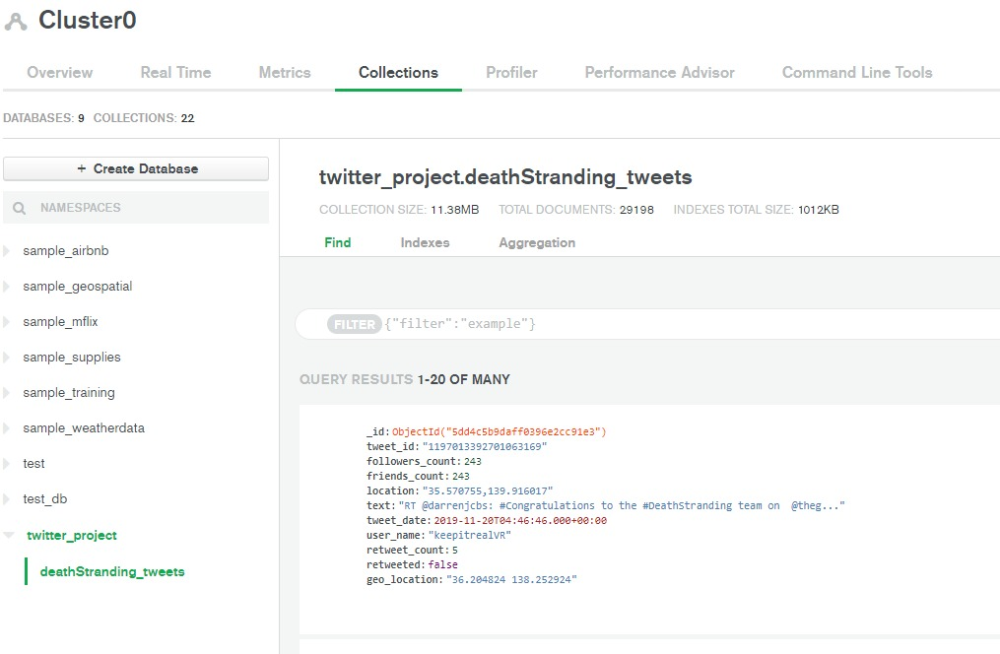 Cluster0
Overview Real Time Metrics Collections Profiler Performance Advisor Command Line Tools
DATABASES: 9 COLLECTIONS: 22
+ Create Database
NAMESPACES
sample_airbnb
sample_geospatial
sample_mflix
sample_supplies
sample_training
sample_weatherdata
test
test_db
twitter_project
deathStranding_tweets
twitter_project.deathStranding_tweets
COLLECTION SIZE: 11.38MB TOTAL DOCUMENTS: 29198 INDEXES TOTAL SIZE: 1012KB
Find Indexes Aggregation
FILTER {"filter":"example"}
QUERY RESULTS 1-20 OF MANY
_id: ObjectId("5dd4c5b9daff0396e2cc91e3")
tweet_id: "1197013392701063169"
followers_count: 243
friends_count: 243
location: "35.570755,139.916017"
text: "RT @darrenjcbs: #Congratulations to the #DeathStranding team on  @theg..."
tweet_date: 2019-11-20T04:46:46.000+00:00
user_name: "keepitrealVR"
retweet_count: 5
retweeted: false
geo_location: "36.204824 138.252924"